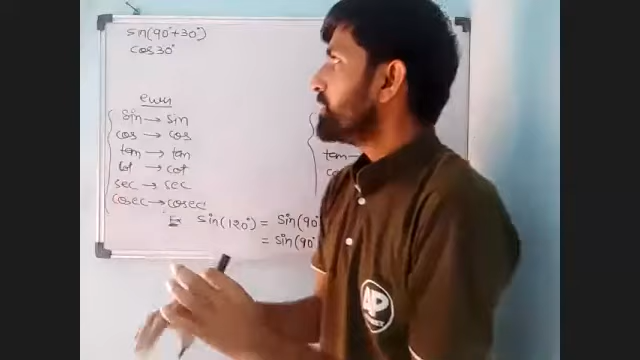 sin(90°+30°)
cos30°
sin → sin
cos → cos
tan → tan
cot → cot
sec → sec
cosec → cosec
tan →
Ex sin(120°) = sin(90°
= sin(90°
AP